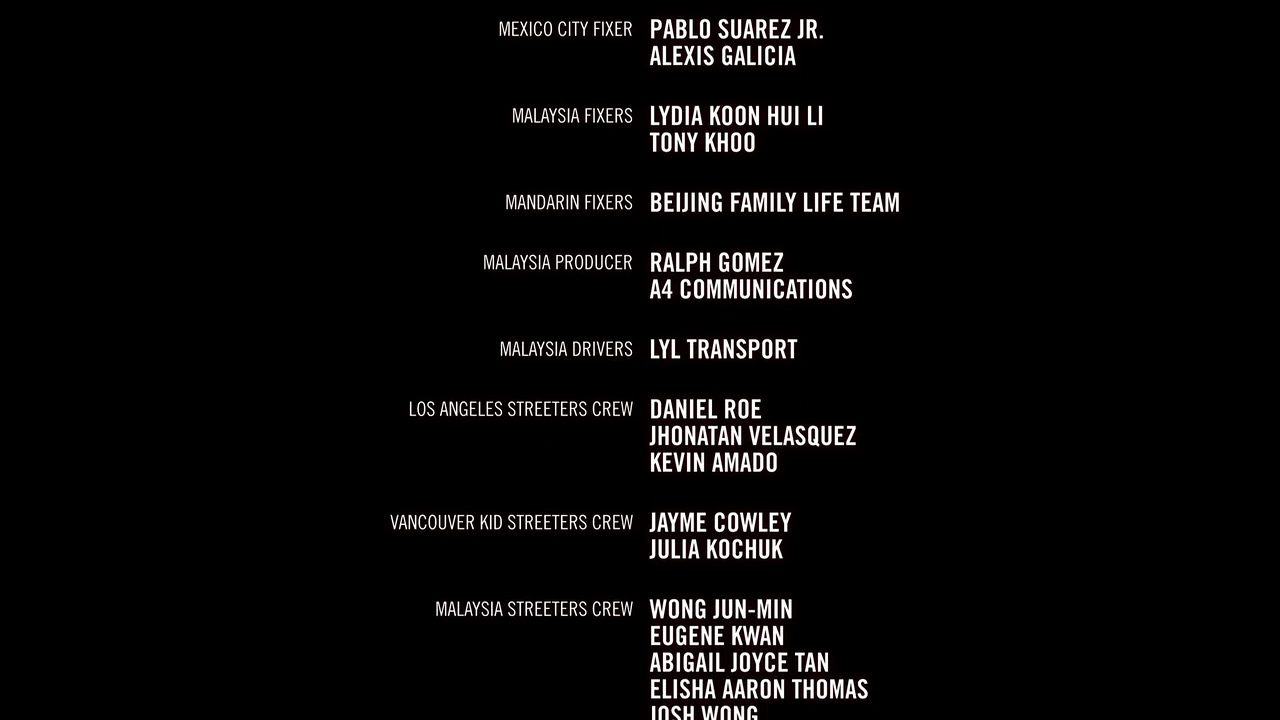 MEXICO CITY FIXER PABLO SUAREZ JR.
ALEXIS GALICIA
MALAYSIA FIXERS LYDIA KOON HUI LI
TONY KHOO
MANDARIN FIXERS BEIJING FAMILY LIFE TEAM
MALAYSIA PRODUCER RALPH GOMEZ
A4 COMMUNICATIONS
MALAYSIA DRIVERS LYL TRANSPORT
LOS ANGELES STREETERS CREW DANIEL ROE
JHONATAN VELASQUEZ
KEVIN AMADO
VANCOUVER KID STREETERS CREW JAYME COWLEY
JULIA KOCHUK
MALAYSIA STREETERS CREW WONG JUN-MIN
EUGENE KWAN
ABIGAIL JOYCE TAN
ELISHA AARON THOMAS
JOSH WONG